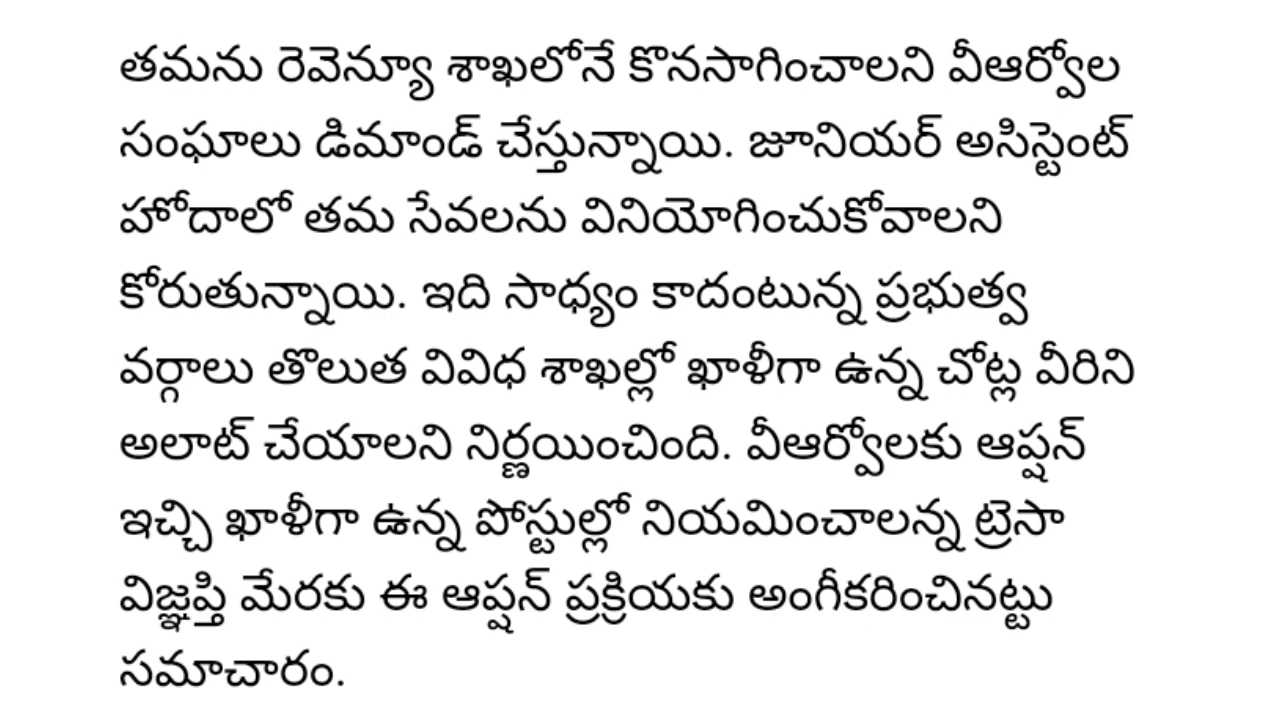 తమను రెవెన్యూ శాఖలోనే కొనసాగించాలని వీఆర్వోల
సంఘాలు డిమాండ్ చేస్తున్నాయి. జూనియర్ అసిస్టెంట్
హోదాలో తమ సేవలను వినియోగించుకోవాలని
కోరుతున్నాయి. ఇది సాధ్యం కాదంటున్న ప్రభుత్వ
వర్గాలు తొలుత వివిధ శాఖల్లో ఖాళీగా ఉన్న చోట్ల వీరిని
అలాట్ చేయాలని నిర్ణయించింది. వీఆర్వోలకు ఆప్షన్
ఇచ్చి ఖాళీగా ఉన్న పోస్టుల్లో నియమించాలన్న ట్రెసా
విజ్ఞప్తి మేరకు ఈ ఆప్షన్ ప్రక్రియకు అంగీకరించినట్టు
సమాచారం.